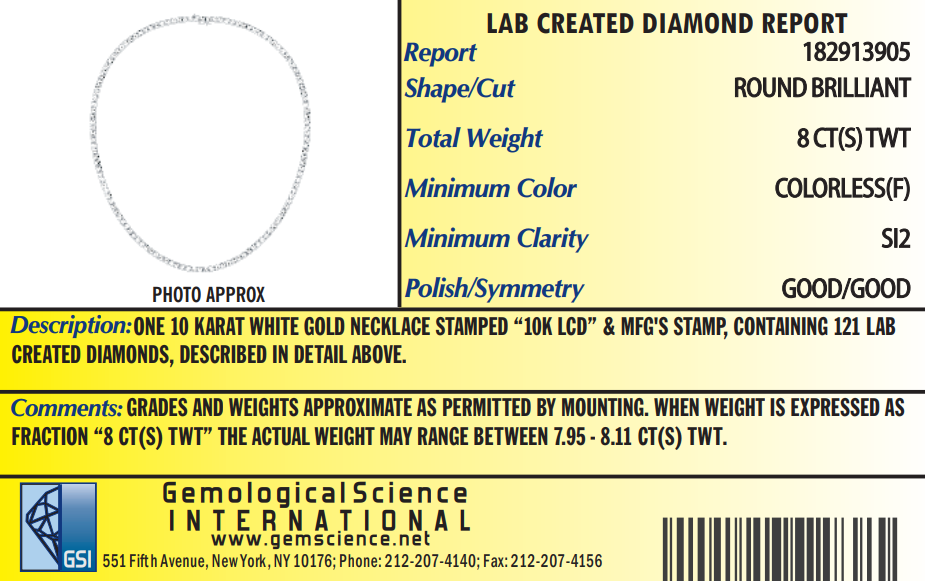 LAB CREATED DIAMOND REPORT
Report 182913905
Shape/Cut ROUND BRILLIANT
Total Weight 8 CT(S) TWT
Minimum Color COLORLESS(F)
Minimum Clarity SI2
Polish/Symmetry GOOD/GOOD
PHOTO APPROX
Description: ONE 10 KARAT WHITE GOLD NECKLACE STAMPED “10K LCD” & MFG'S STAMP, CONTAINING 121 LAB
CREATED DIAMONDS, DESCRIBED IN DETAIL ABOVE.
Comments: GRADES AND WEIGHTS APPROXIMATE AS PERMITTED BY MOUNTING. WHEN WEIGHT IS EXPRESSED AS
FRACTION “8 CT(S) TWT” THE ACTUAL WEIGHT MAY RANGE BETWEEN 7.95 - 8.11 CT(S) TWT.
GSI
GemologicalScience
INTERNATIONAL
www.gemscience.net
551 Fifth Avenue, New York, NY 10176; Phone: 212-207-4140; Fax: 212-207-4156